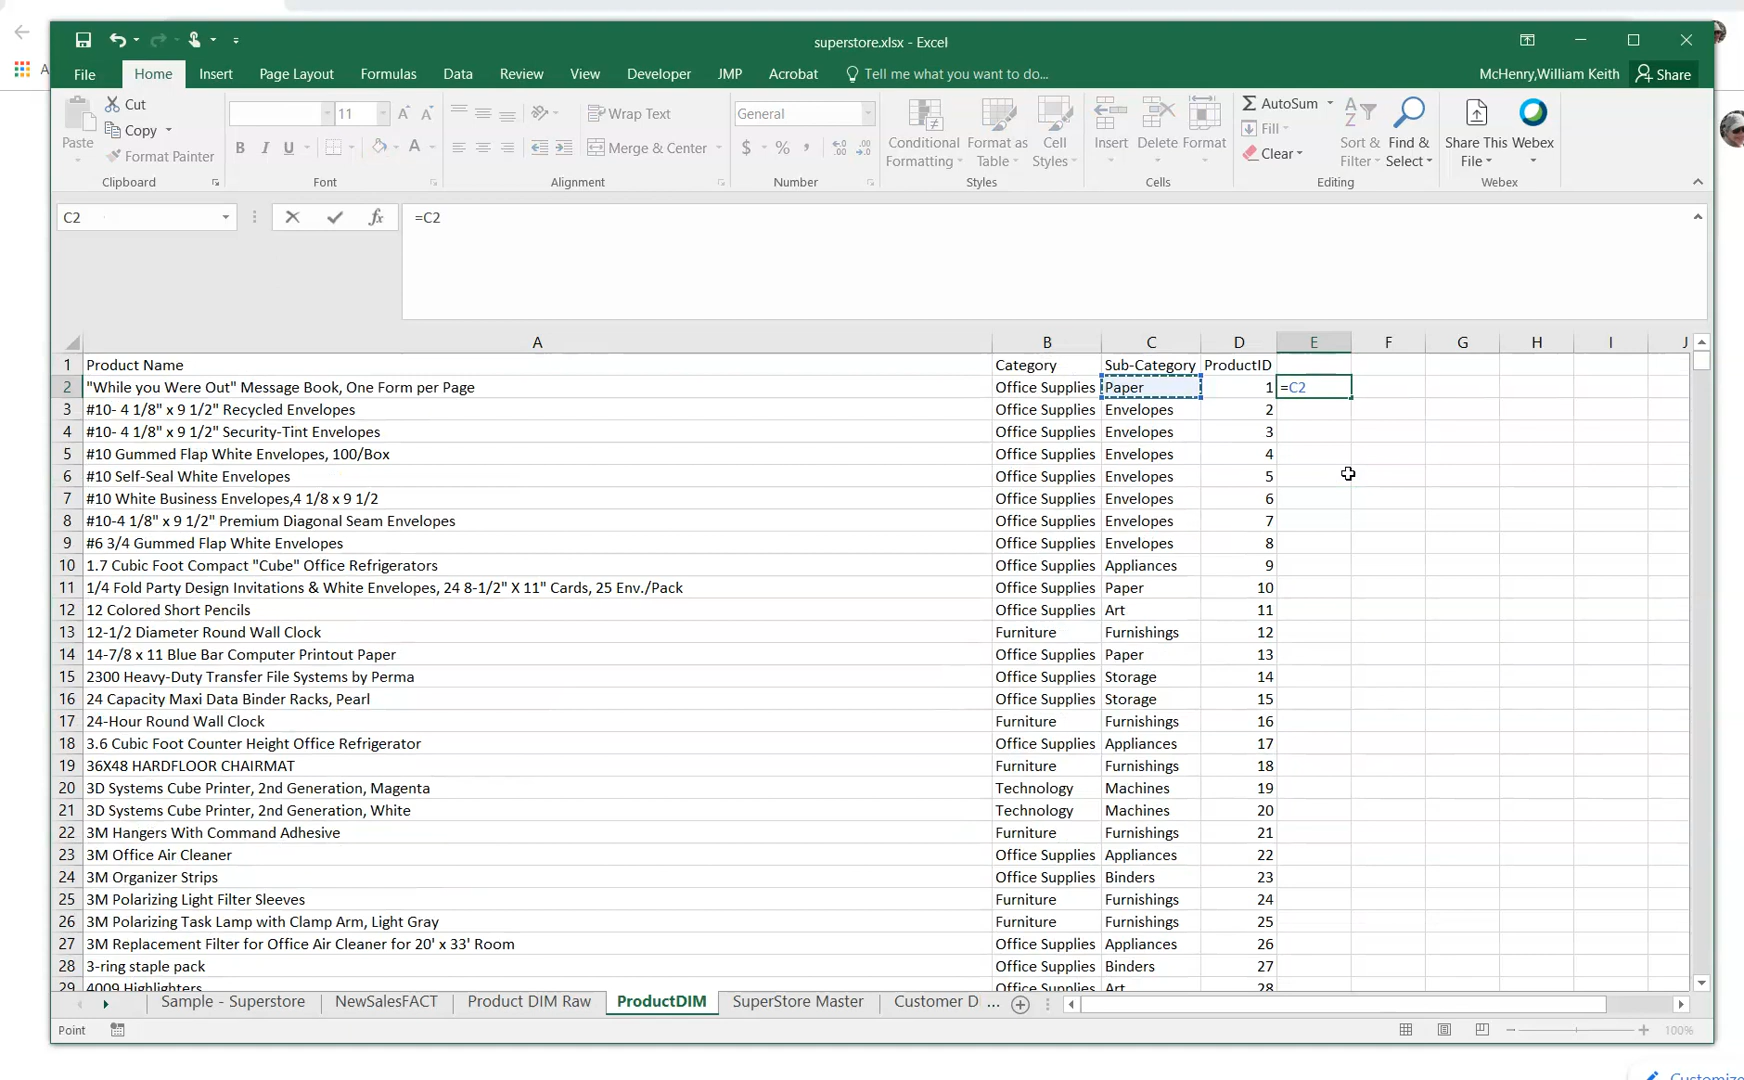 superstore.xlsx - Excel
File Home Insert Page Layout Formulas Data Review View Developer JMP Acrobat Tell me what you want to do... McHenry,William Keith Share
Paste Cut Copy Format Painter
11 B I U A
Wrap Text Merge & Center
General $ %
Conditional Formatting Format as Table Cell Styles
Insert Delete Format
AutoSum Fill Clear
Sort & Filter Find & Select
Share This File Webex
Clipboard Font Alignment Number Styles Cells Editing Webex
C2 fx =C2
A B C D E F G H I J
1 Product Name Category Sub-Category ProductID
2 "While you Were Out" Message Book, One Form per Page Office Supplies Paper 1 =C2
3 #10- 4 1/8" x 9 1/2" Recycled Envelopes Office Supplies Envelopes 2
4 #10- 4 1/8" x 9 1/2" Security-Tint Envelopes Office Supplies Envelopes 3
5 #10 Gummed Flap White Envelopes, 100/Box Office Supplies Envelopes 4
6 #10 Self-Seal White Envelopes Office Supplies Envelopes 5
7 #10 White Business Envelopes,4 1/8 x 9 1/2 Office Supplies Envelopes 6
8 #10-4 1/8" x 9 1/2" Premium Diagonal Seam Envelopes Office Supplies Envelopes 7
9 #6 3/4 Gummed Flap White Envelopes Office Supplies Envelopes 8
10 1.7 Cubic Foot Compact "Cube" Office Refrigerators Office Supplies Appliances 9
11 1/4 Fold Party Design Invitations & White Envelopes, 24 8-1/2" X 11" Cards, 25 Env./Pack Office Supplies Paper 10
12 12 Colored Short Pencils Office Supplies Art 11
13 12-1/2 Diameter Round Wall Clock Furniture Furnishings 12
14 14-7/8 x 11 Blue Bar Computer Printout Paper Office Supplies Paper 13
15 2300 Heavy-Duty Transfer File Systems by Perma Office Supplies Storage 14
16 24 Capacity Maxi Data Binder Racks, Pearl Office Supplies Storage 15
17 24-Hour Round Wall Clock Furniture Furnishings 16
18 3.6 Cubic Foot Counter Height Office Refrigerator Office Supplies Appliances 17
19 36X48 HARDFLOOR CHAIRMAT Furniture Furnishings 18
20 3D Systems Cube Printer, 2nd Generation, Magenta Technology Machines 19
21 3D Systems Cube Printer, 2nd Generation, White Technology Machines 20
22 3M Hangers With Command Adhesive Furniture Furnishings 21
23 3M Office Air Cleaner Office Supplies Appliances 22
24 3M Organizer Strips Office Supplies Binders 23
25 3M Polarizing Light Filter Sleeves Furniture Furnishings 24
26 3M Polarizing Task Lamp with Clamp Arm, Light Gray Furniture Furnishings 25
27 3M Replacement Filter for Office Air Cleaner for 20' x 33' Room Office Supplies Appliances 26
28 3-ring staple pack Office Supplies Binders 27
29 4009 Highlighters Office Supplies Art 28
Sample - Superstore NewSalesFACT Product DIM Raw ProductDIM SuperStore Master Customer D ...
Point 100%
Customize